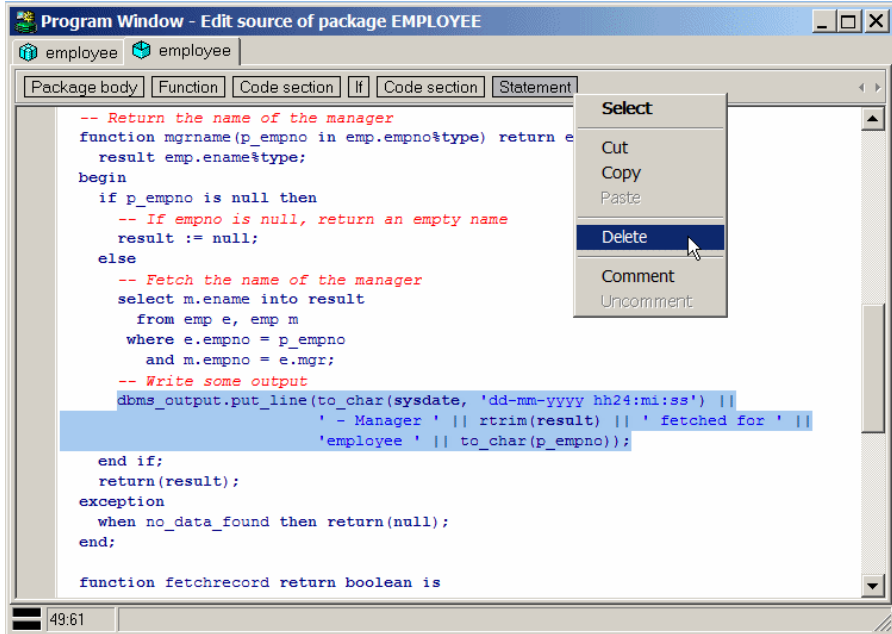 Program Window - Edit source of package EMPLOYEE
employee employee
Package body Function Code section If Code section Statement
-- Return the name of the manager
function mgrname(p_empno in emp.empno%type) return e
result emp.ename%type;
begin
if p_empno is null then
-- If empno is null, return an empty name
result := null;
else
-- Fetch the name of the manager
select m.ename into result
from emp e, emp m
where e.empno = p_empno
and m.empno = e.mgr;
-- Write some output
dbms_output.put_line(to_char(sysdate, 'dd-mm-yyyy hh24:mi:ss') ||
' - Manager ' || rtrim(result) || ' fetched for ' ||
'employee ' || to_char(p_empno));
end if;
return(result);
exception
when no_data_found then return(null);
end;
function fetchrecord return boolean is
Select
Cut
Copy
Paste
Delete
Comment
Uncomment
49:61